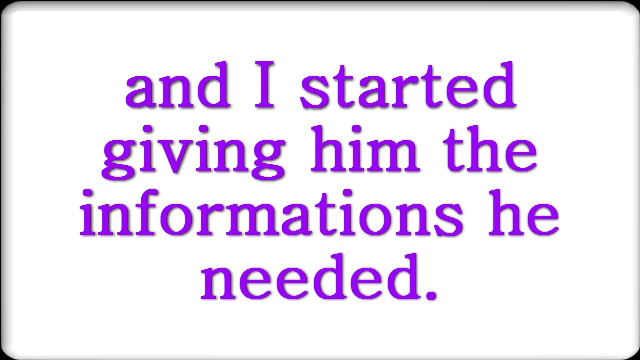 and I started
giving him the
informations he
needed.